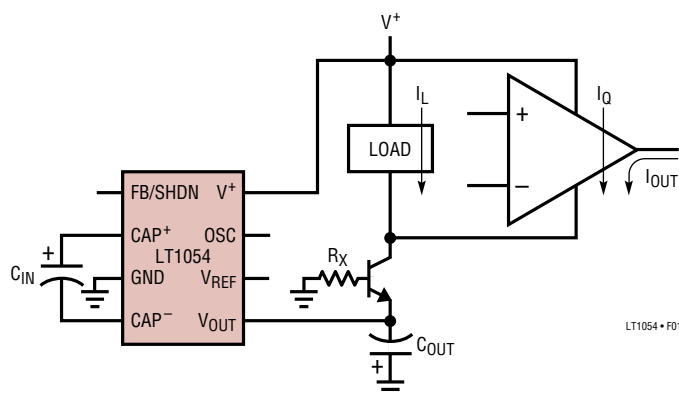 V+
IL
IQ
+
LOAD
−
IOUT
FB/SHDN V+
CAP+ OSC
LT1054
GND VREF
CAP− VOUT
+
CIN
RX
COUT
+
LT1054 • F01